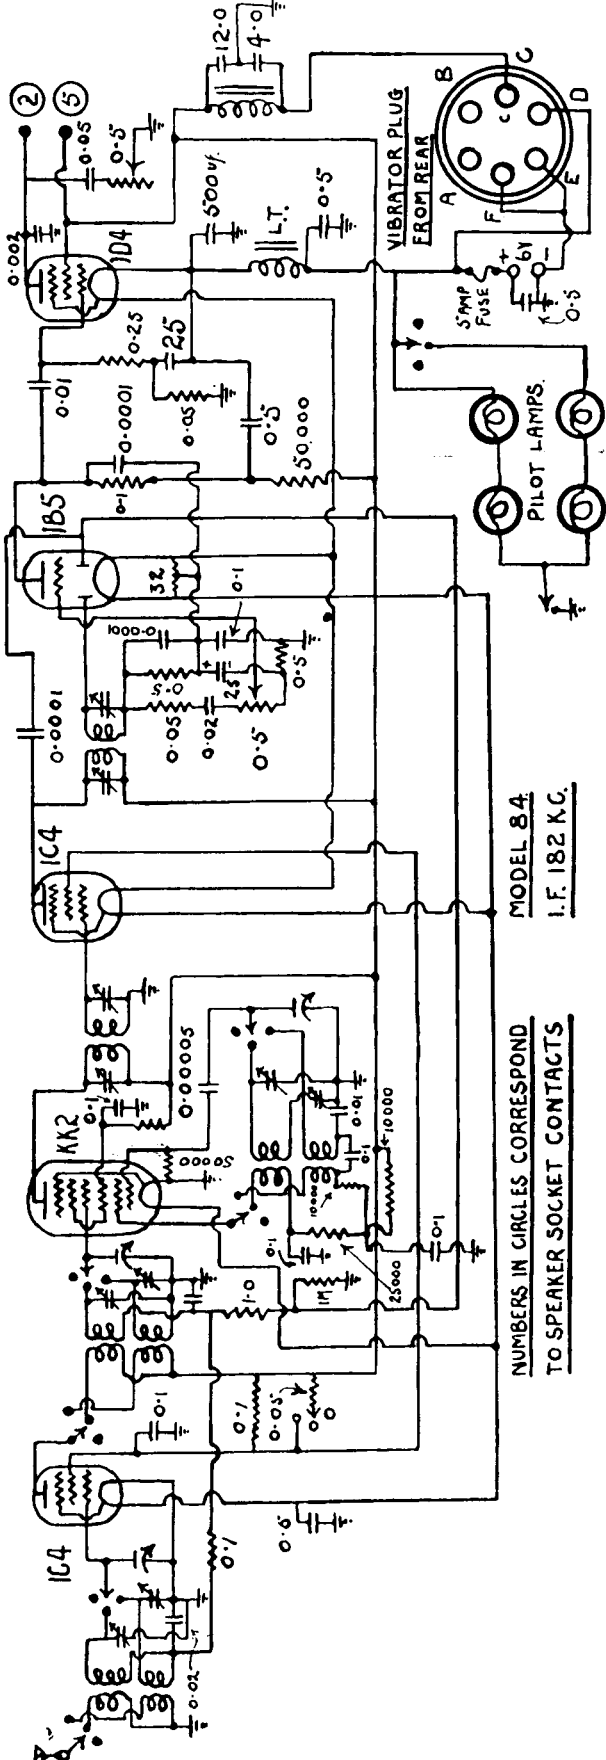 1C4
KK2
1C4
1B5
1D4
2
5
0.02
0.1
0.1
0.1
0.05
0.5
1.0
1M
0.1
25000
10000
0.1
0.01
10000
0.1
50000
0.1
0.00005
0.0001
0.05
0.02
0.5
0.5
25
0.0001
0.1
0.5
32
0.1
0.0001
50,000
0.5
0.05
25
0.25
0.01
0.002
0.05
0.5
500 uf.
L.T.
0.5
12.0
4.0
NUMBERS IN CIRCLES CORRESPOND
TO SPEAKER SOCKET CONTACTS
MODEL 84.
I.F. 182 KC.
PILOT LAMPS.
5 AMP
FUSE
+
6V
-
0.5
VIBRATOR PLUG
FROM REAR
A
B
C
D
E
F
C